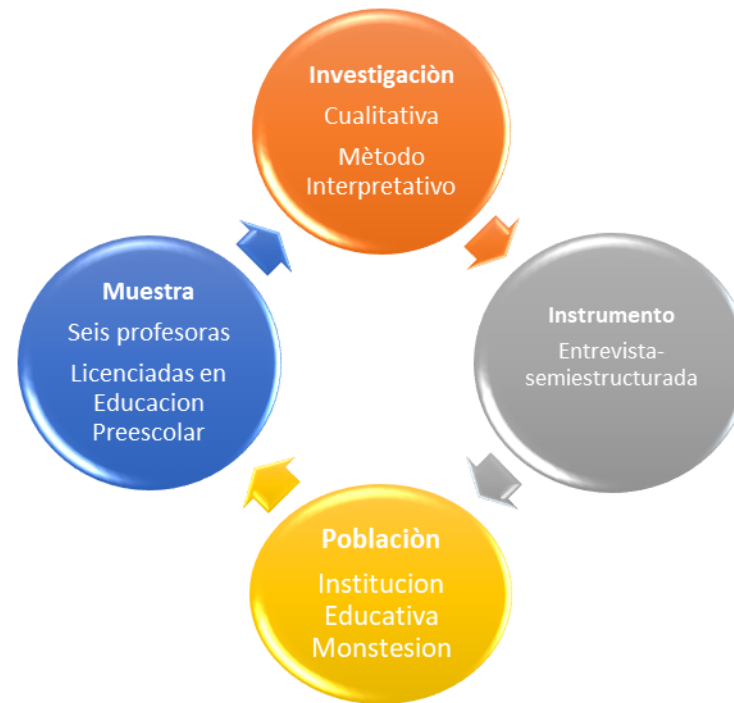 Investigaciòn
Cualitativa
Mètodo
Interpretativo
Instrumento
Entrevista-
semiestructurada
Poblaciòn
Institucion
Educativa
Monstesion
Muestra
Seis profesoras
Licenciadas en
Educacion
Preescolar